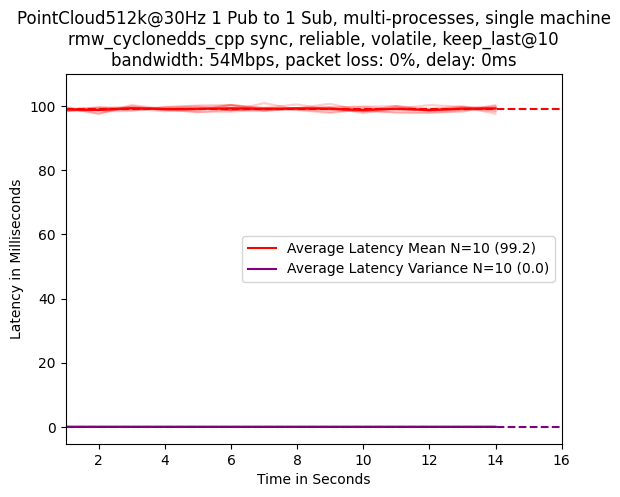 PointCloud512k@30Hz 1 Pub to 1 Sub, multi-processes, single machine
rmw_cyclonedds_cpp sync, reliable, volatile, keep_last@10
bandwidth: 54Mbps, packet loss: 0%, delay: 0ms
100
80
60
40
20
0
Latency in Milliseconds
Average Latency Mean N=10 (99.2)
Average Latency Variance N=10 (0.0)
2 4 6 8 10 12 14 16
Time in Seconds